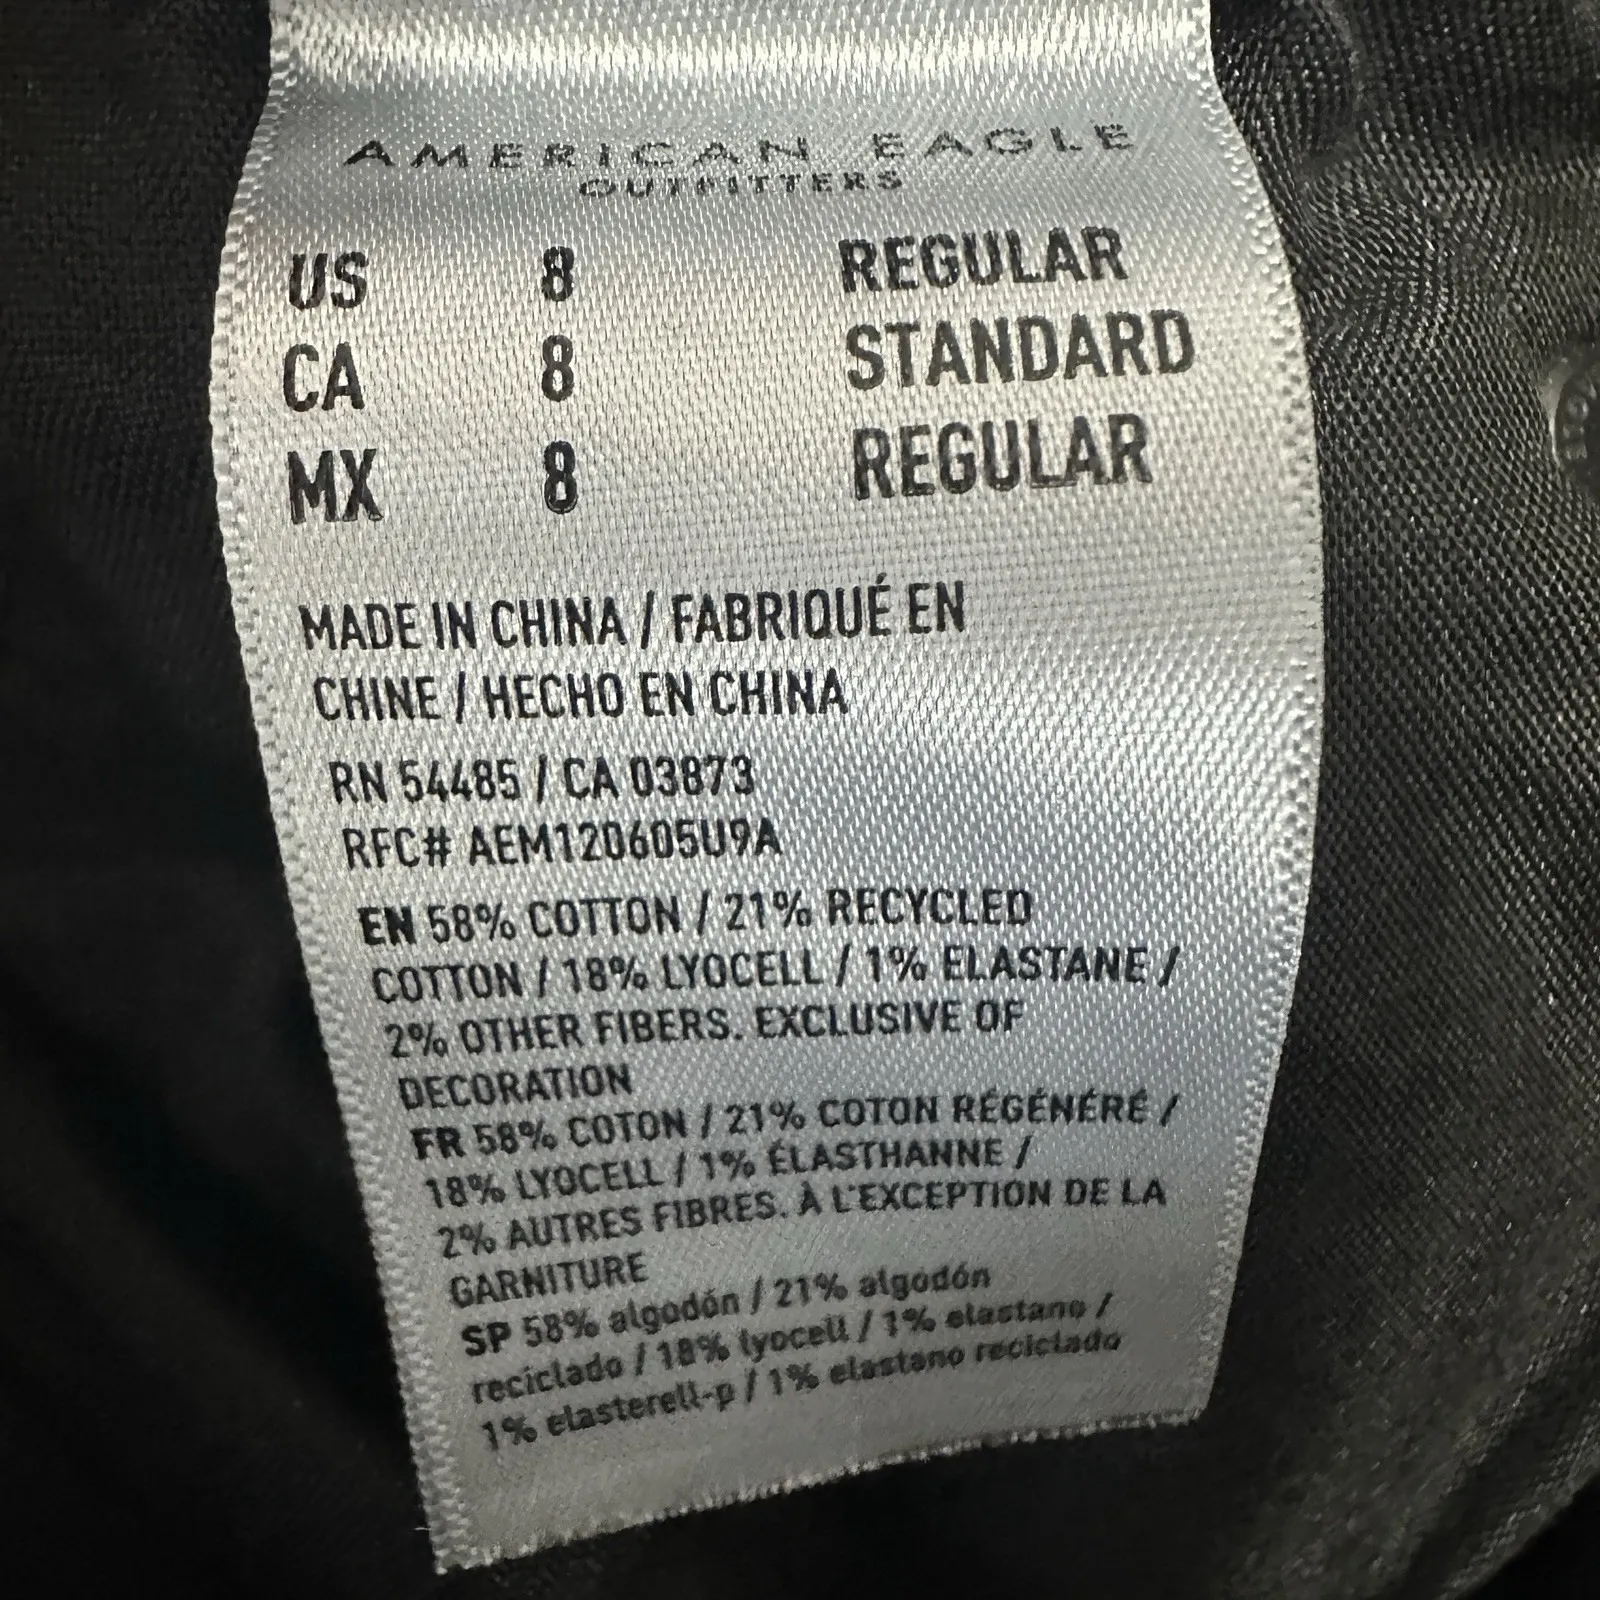 AMERICAN EAGLE
OUTFITTERS
US 8 REGULAR
CA 8 STANDARD
MX 8 REGULAR
MADE IN CHINA / FABRIQUÉ EN
CHINE / HECHO EN CHINA
RN 54485 / CA 03873
RFC# AEM120605U9A
EN 58% COTTON / 21% RECYCLED
COTTON / 18% LYOCELL / 1% ELASTANE /
2% OTHER FIBERS. EXCLUSIVE OF
DECORATION
FR 58% COTON / 21% COTON RÉGÉNÉRÉ /
18% LYOCELL / 1% ÉLASTHANNE /
2% AUTRES FIBRES. À L'EXCEPTION DE LA
GARNITURE
SP 58% algodón / 21% algodón
reciclado / 18% lyocell / 1% elastano /
1% elasterell-p / 1% elastano reciclado